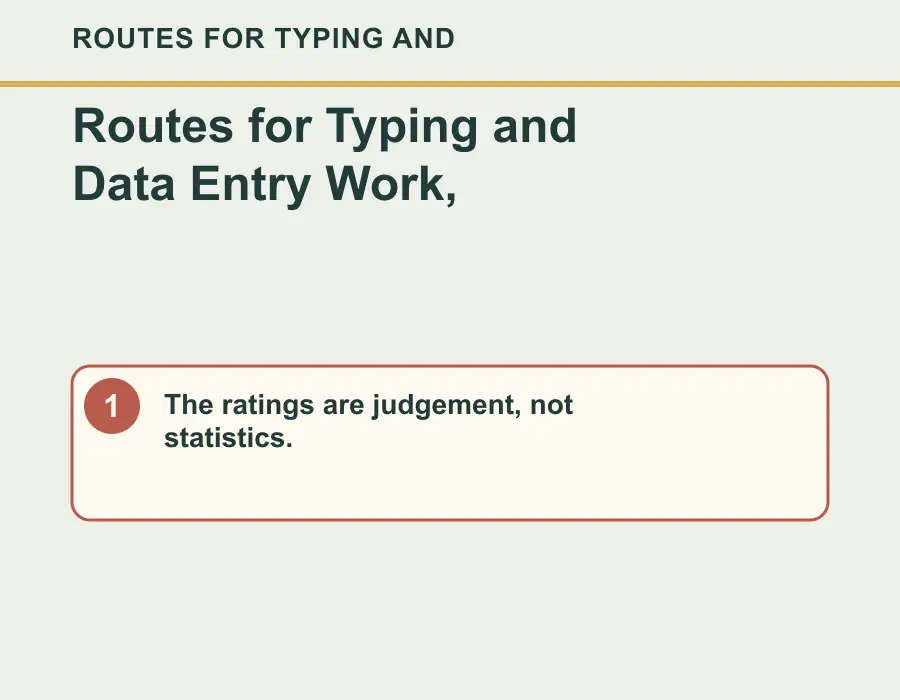 ROUTES FOR TYPING AND
Routes for Typing and
Data Entry Work,
1
The ratings are judgement, not
statistics.